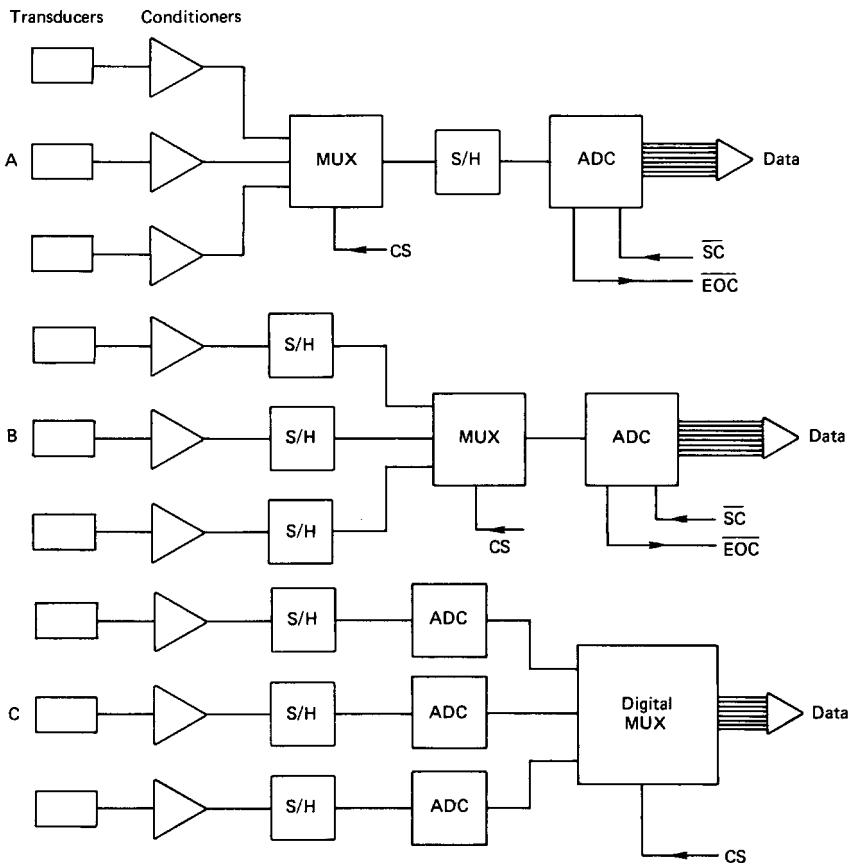 Transducers Conditioners
A
MUX
S/H
ADC
Data
CS
SC
EOC
S/H
B
S/H
MUX
ADC
Data
S/H
SC
CS
EOC
S/H
ADC
C
S/H
ADC
Digital
MUX
Data
S/H
ADC
CS